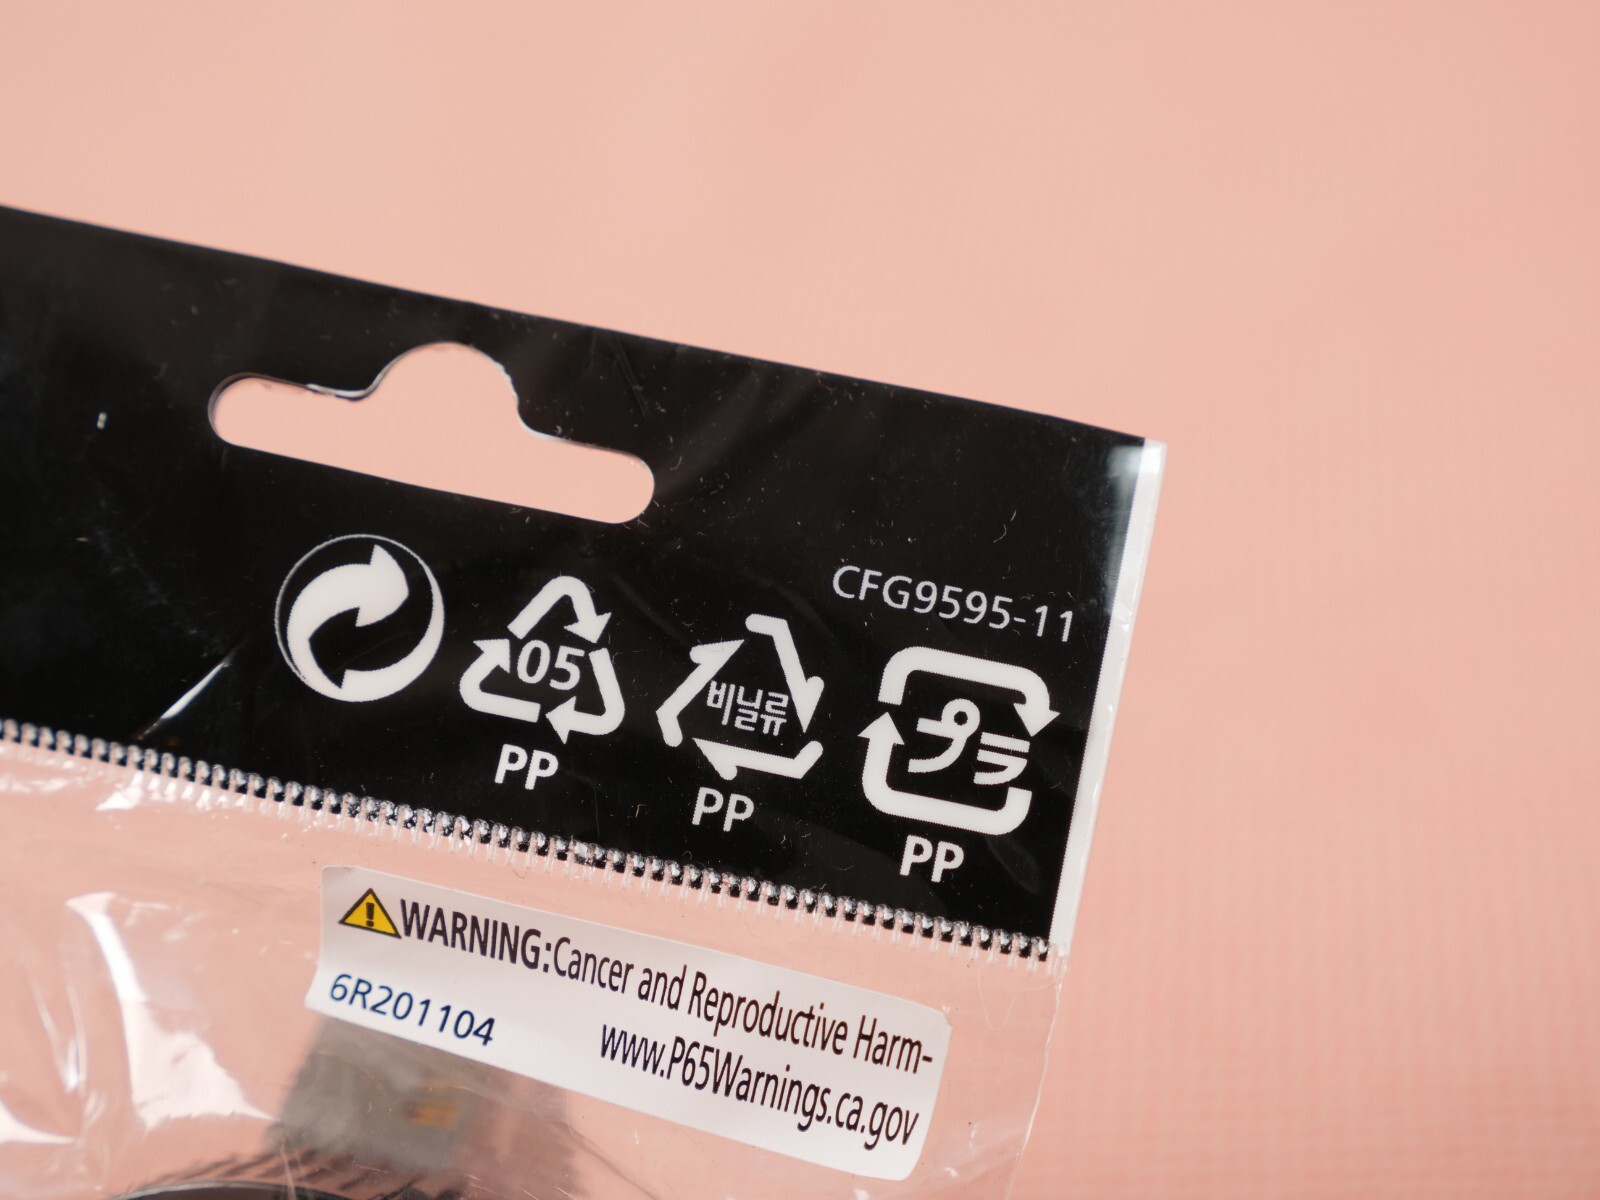 CFG9595-11
05
PP
비닐류
PP
プラ
PP
WARNING:Cancer and Reproductive Harm-
6R201104
www.P65Warnings.ca.gov